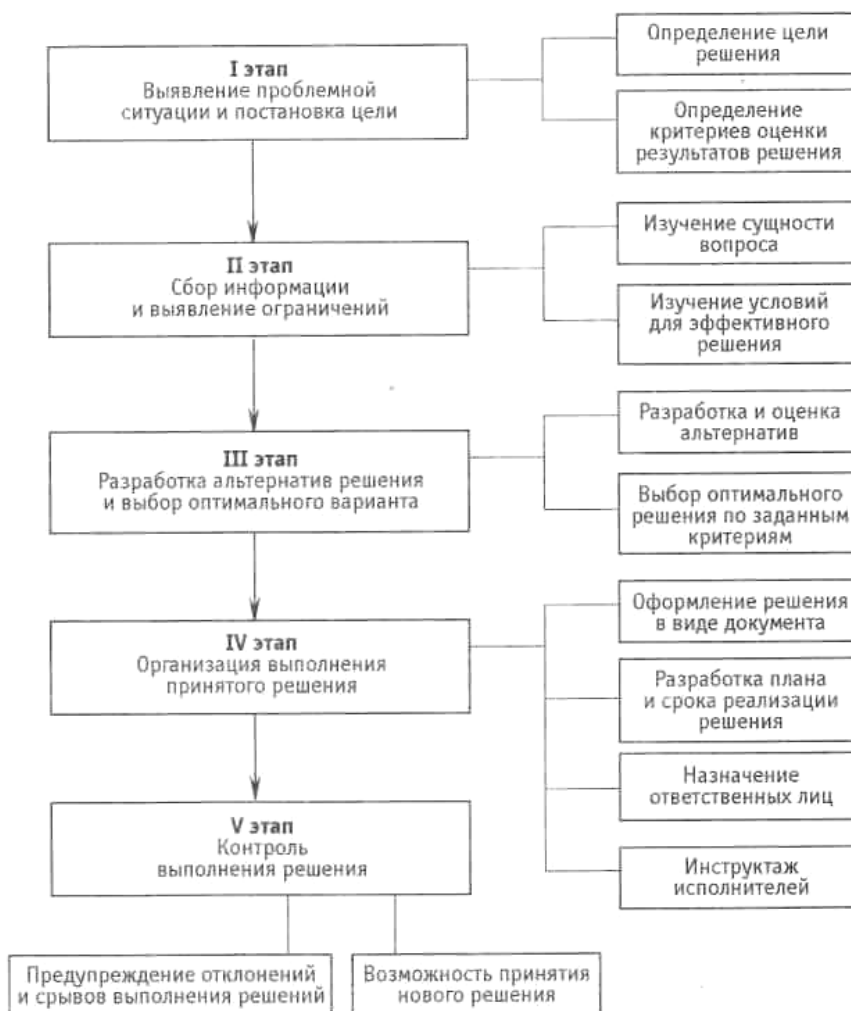 I этап
Выявление проблемной
ситуации и постановка цели
Определение цели
решения
Определение
критериев оценки
результатов решения
II этап
Сбор информации
и выявление ограничений
Изучение сущности
вопроса
Изучение условий
для эффективного
решения
III этап
Разработка альтернатив решения
и выбор оптимального варианта
Разработка и оценка
альтернатив
Выбор оптимального
решения по заданным
критериям
IV этап
Организация выполнения
принятого решения
Оформление решения
в виде документа
Разработка плана
и срока реализации
решения
Назначение
ответственных лиц
Инструктаж
исполнителей
V этап
Контроль
выполнения решения
Предупреждение отклонений
и срывов выполнения решений
Возможность принятия
нового решения